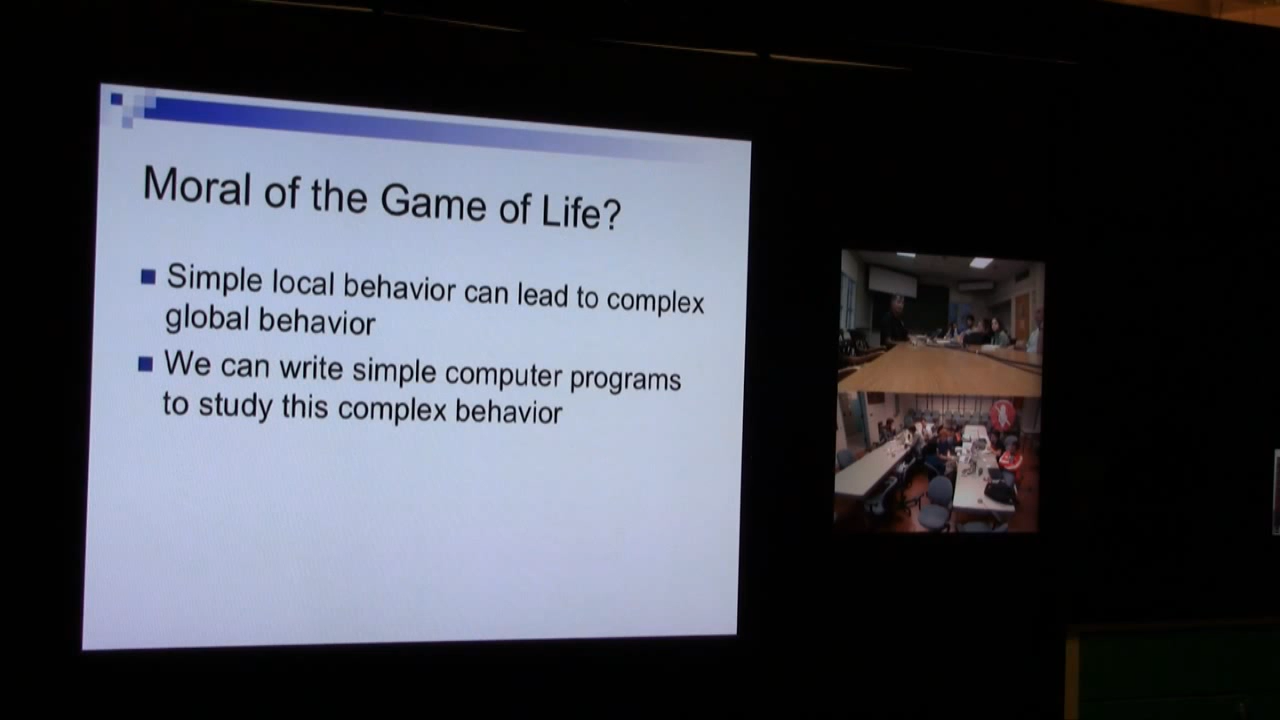 Moral of the Game of Life?
Simple local behavior can lead to complex
global behavior
We can write simple computer programs
to study this complex behavior